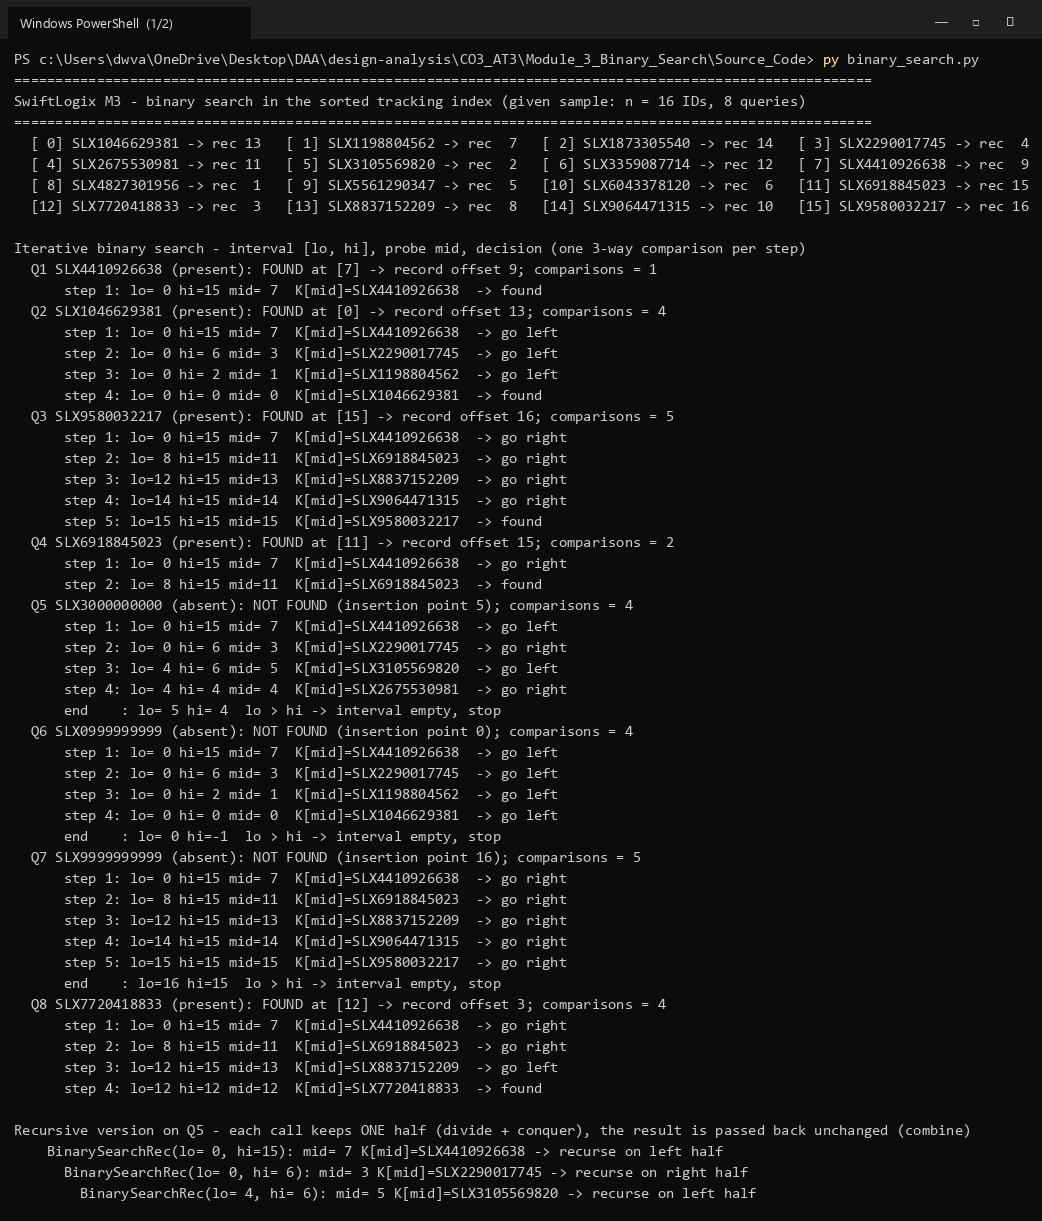 Windows PowerShell  (1/2)
PS c:\Users\dwva\OneDrive\Desktop\DAA\design-analysis\CO3_AT3\Module_3_Binary_Search\Source_Code> py binary_search.py
========================================================================================================
SwiftLogix M3 - binary search in the sorted tracking index (given sample: n = 16 IDs, 8 queries)
========================================================================================================
  [ 0] SLX1046629381 -> rec 13   [ 1] SLX1198804562 -> rec  7   [ 2] SLX1873305540 -> rec 14   [ 3] SLX2290017745 -> rec  4
  [ 4] SLX2675530981 -> rec 11   [ 5] SLX3105569820 -> rec  2   [ 6] SLX3359087714 -> rec 12   [ 7] SLX4410926638 -> rec  9
  [ 8] SLX4827301956 -> rec  1   [ 9] SLX5561290347 -> rec  5   [10] SLX6043378120 -> rec  6   [11] SLX6918845023 -> rec 15
  [12] SLX7720418833 -> rec  3   [13] SLX8837152209 -> rec  8   [14] SLX9064471315 -> rec 10   [15] SLX9580032217 -> rec 16

Iterative binary search - interval [lo, hi], probe mid, decision (one 3-way comparison per step)
  Q1 SLX4410926638 (present): FOUND at [7] -> record offset 9; comparisons = 1
      step 1: lo= 0 hi=15 mid= 7  K[mid]=SLX4410926638  -> found
  Q2 SLX1046629381 (present): FOUND at [0] -> record offset 13; comparisons = 4
      step 1: lo= 0 hi=15 mid= 7  K[mid]=SLX4410926638  -> go left
      step 2: lo= 0 hi= 6 mid= 3  K[mid]=SLX2290017745  -> go left
      step 3: lo= 0 hi= 2 mid= 1  K[mid]=SLX1198804562  -> go left
      step 4: lo= 0 hi= 0 mid= 0  K[mid]=SLX1046629381  -> found
  Q3 SLX9580032217 (present): FOUND at [15] -> record offset 16; comparisons = 5
      step 1: lo= 0 hi=15 mid= 7  K[mid]=SLX4410926638  -> go right
      step 2: lo= 8 hi=15 mid=11  K[mid]=SLX6918845023  -> go right
      step 3: lo=12 hi=15 mid=13  K[mid]=SLX8837152209  -> go right
      step 4: lo=14 hi=15 mid=14  K[mid]=SLX9064471315  -> go right
      step 5: lo=15 hi=15 mid=15  K[mid]=SLX9580032217  -> found
  Q4 SLX6918845023 (present): FOUND at [11] -> record offset 15; comparisons = 2
      step 1: lo= 0 hi=15 mid= 7  K[mid]=SLX4410926638  -> go right
      step 2: lo= 8 hi=15 mid=11  K[mid]=SLX6918845023  -> found
  Q5 SLX3000000000 (absent): NOT FOUND (insertion point 5); comparisons = 4
      step 1: lo= 0 hi=15 mid= 7  K[mid]=SLX4410926638  -> go left
      step 2: lo= 0 hi= 6 mid= 3  K[mid]=SLX2290017745  -> go right
      step 3: lo= 4 hi= 6 mid= 5  K[mid]=SLX3105569820  -> go left
      step 4: lo= 4 hi= 4 mid= 4  K[mid]=SLX2675530981  -> go right
      end    : lo= 5 hi= 4  lo > hi -> interval empty, stop
  Q6 SLX0999999999 (absent): NOT FOUND (insertion point 0); comparisons = 4
      step 1: lo= 0 hi=15 mid= 7  K[mid]=SLX4410926638  -> go left
      step 2: lo= 0 hi= 6 mid= 3  K[mid]=SLX2290017745  -> go left
      step 3: lo= 0 hi= 2 mid= 1  K[mid]=SLX1198804562  -> go left
      step 4: lo= 0 hi= 0 mid= 0  K[mid]=SLX1046629381  -> go left
      end    : lo= 0 hi=-1  lo > hi -> interval empty, stop
  Q7 SLX9999999999 (absent): NOT FOUND (insertion point 16); comparisons = 5
      step 1: lo= 0 hi=15 mid= 7  K[mid]=SLX4410926638  -> go right
      step 2: lo= 8 hi=15 mid=11  K[mid]=SLX6918845023  -> go right
      step 3: lo=12 hi=15 mid=13  K[mid]=SLX8837152209  -> go right
      step 4: lo=14 hi=15 mid=14  K[mid]=SLX9064471315  -> go right
      step 5: lo=15 hi=15 mid=15  K[mid]=SLX9580032217  -> go right
      end    : lo=16 hi=15  lo > hi -> interval empty, stop
  Q8 SLX7720418833 (present): FOUND at [12] -> record offset 3; comparisons = 4
      step 1: lo= 0 hi=15 mid= 7  K[mid]=SLX4410926638  -> go right
      step 2: lo= 8 hi=15 mid=11  K[mid]=SLX6918845023  -> go right
      step 3: lo=12 hi=15 mid=13  K[mid]=SLX8837152209  -> go left
      step 4: lo=12 hi=12 mid=12  K[mid]=SLX7720418833  -> found

Recursive version on Q5 - each call keeps ONE half (divide + conquer), the result is passed back unchanged (combine)
    BinarySearchRec(lo= 0, hi=15): mid= 7 K[mid]=SLX4410926638 -> recurse on left half
      BinarySearchRec(lo= 0, hi= 6): mid= 3 K[mid]=SLX2290017745 -> recurse on right half
        BinarySearchRec(lo= 4, hi= 6): mid= 5 K[mid]=SLX3105569820 -> recurse on left half